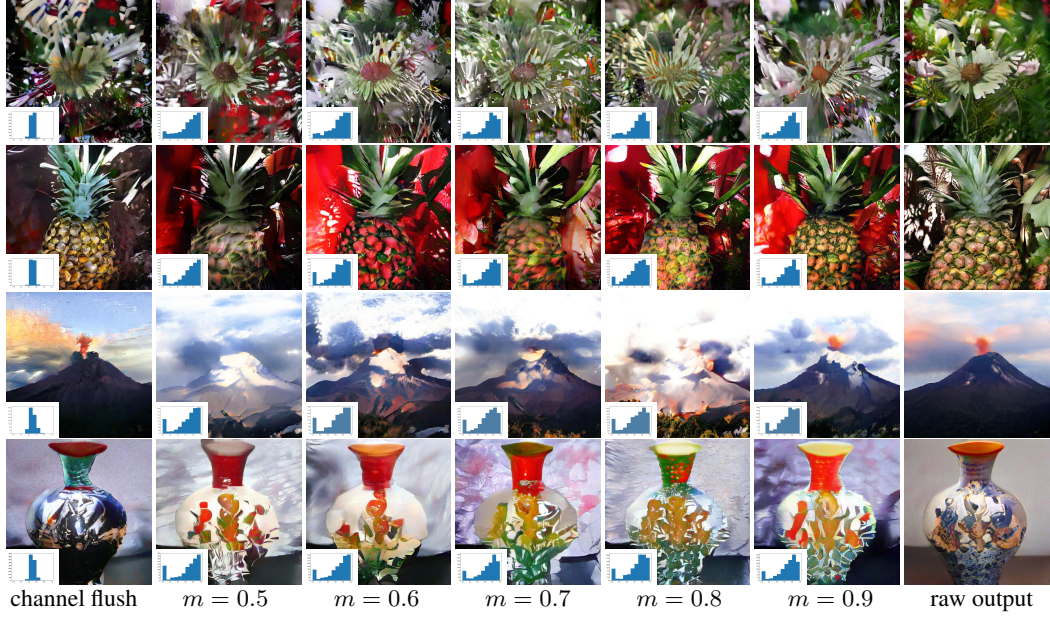 channel flush m = 0.5 m = 0.6 m = 0.7 m = 0.8 m = 0.9 raw output